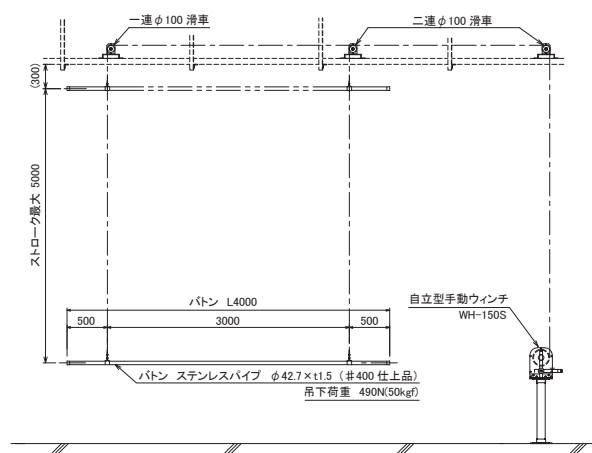 一連φ100 滑車
二連φ100 滑車
(300)
ストローク最大 5000
バトン L4000
500
3000
500
自立型手動ウィンチ
WH-150S
バトン ステンレスパイプ φ42.7×t1.5 (♯400 仕上品)
吊下荷重 490N(50kgf)